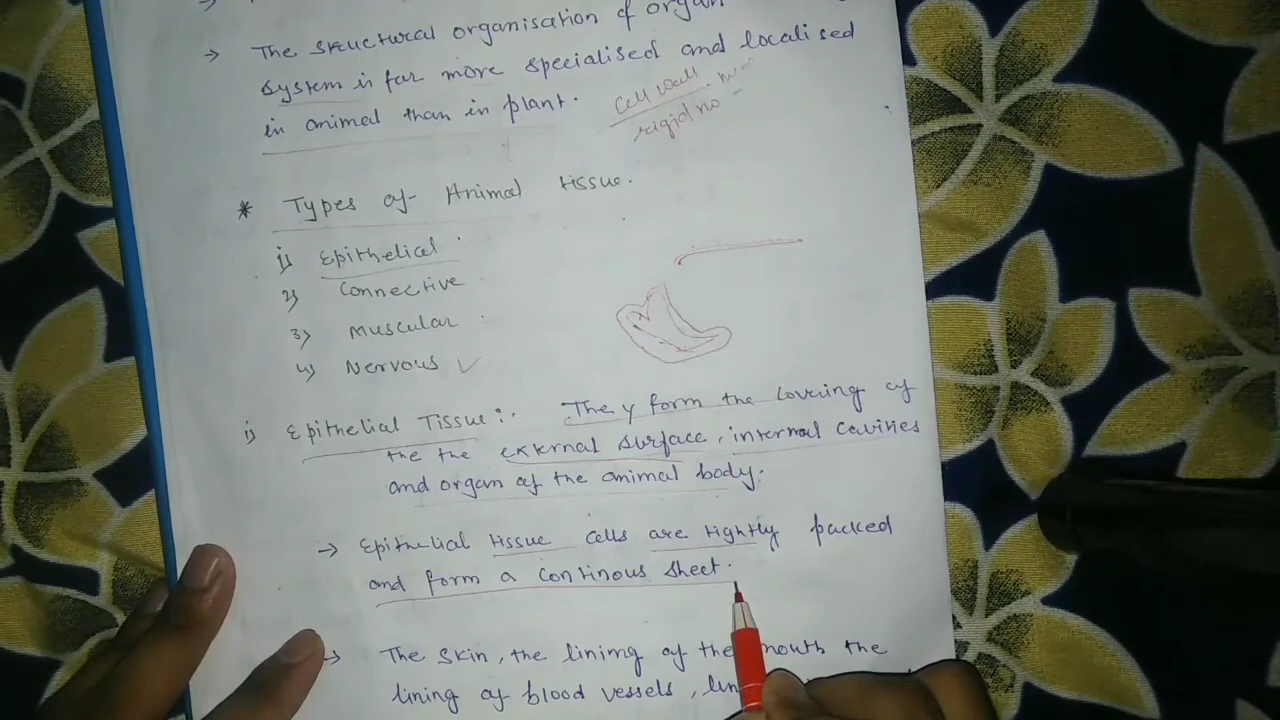 → The structural organisation of organ
system is far more specialised and localised
in animal than in plant.
Cell wall
rigid no -
* Types of Animal tissue.
1) Epithelical
2) Connective
3) Muscular
4) Nervous ✓
1) Epithelial Tissue:. They form the covering of
the the external surface, internal cavities
and organ of the animal body.
→ Epithelial tissue cells are tightly packed
and form a continous sheet.
→ The skin, the lining of the mouth the
lining of blood vessels,